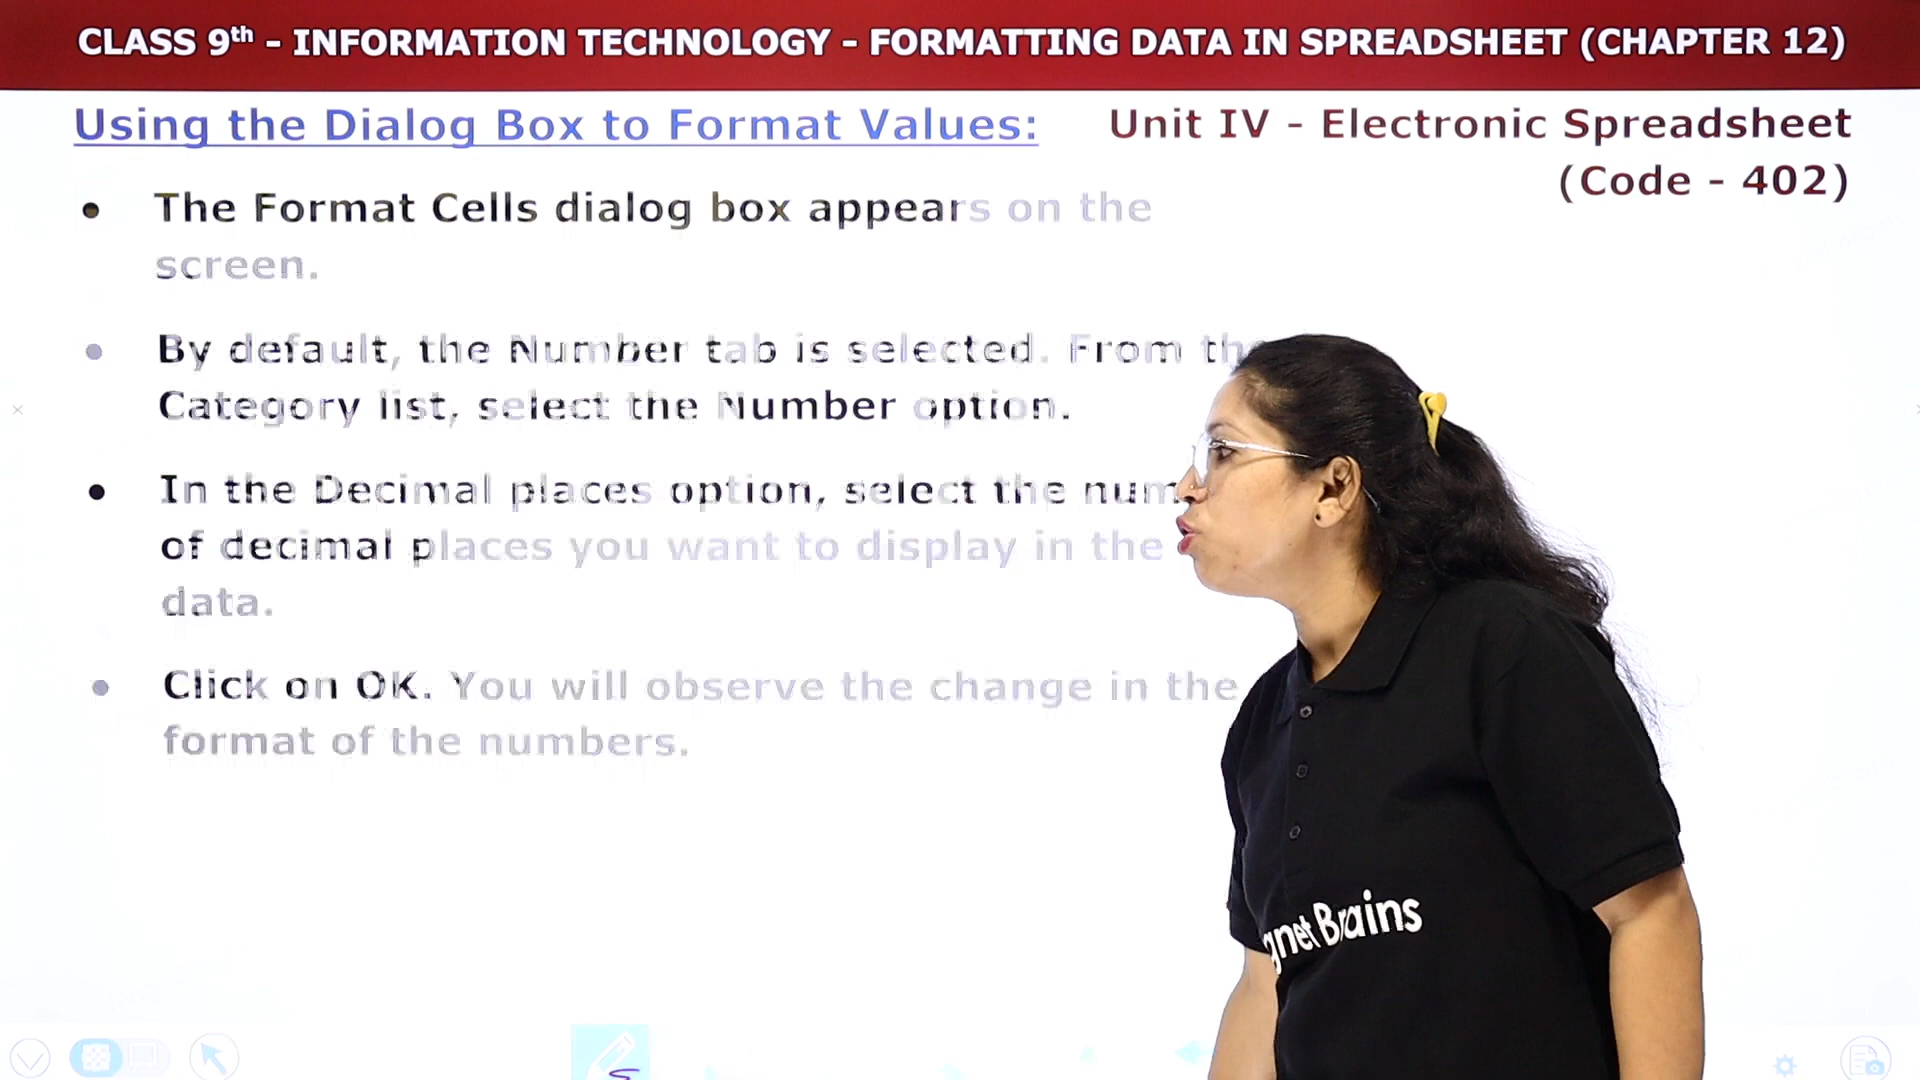 CLASS 9th - INFORMATION TECHNOLOGY - FORMATTING DATA IN SPREADSHEET (CHAPTER 12)
Using the Dialog Box to Format Values:
Unit IV - Electronic Spreadsheet
(Code - 402)
• The Format Cells dialog box appears on the
screen.
• By default, the Number tab is selected. From the
Category list, select the Number option.
• In the Decimal places option, select the num
of decimal places you want to display in the
data.
• Click on OK. You will observe the change in the
format of the numbers.
gnet Brains